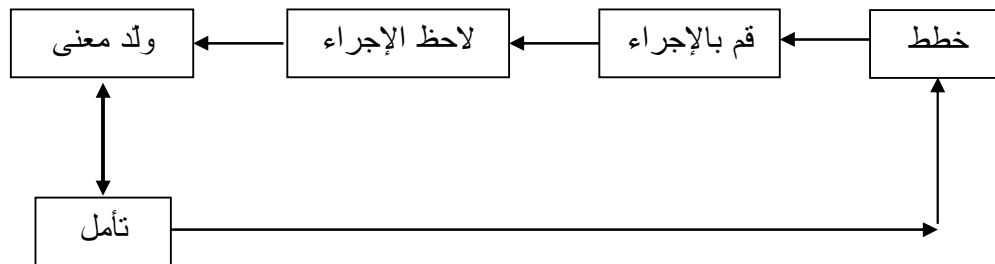 خطط
قم بالإجراء
لاحظ الإجراء
ولّد معنى
تأمل